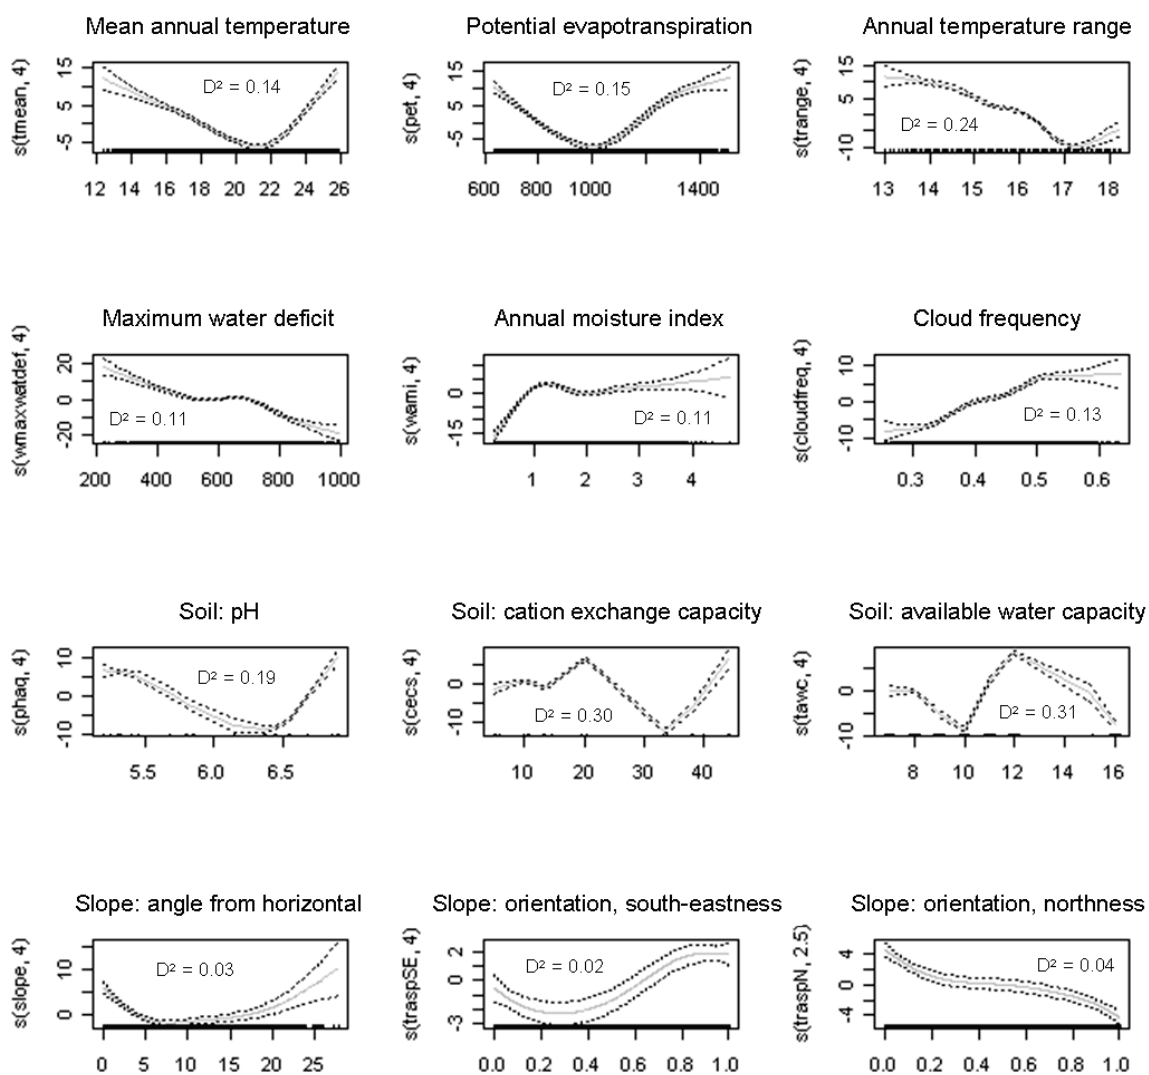 Mean annual temperature
s(tmean, 4)
15
5
-5
D² = 0.14
12 14 16 18 20 22 24 26
Potential evapotranspiration
s(pet, 4)
15
5
-5
D² = 0.15
600 800 1000 1400
Annual temperature range
s(trange, 4)
15
5
-10
D² = 0.24
13 14 15 16 17 18
Maximum water deficit
s(wmaxwatdef, 4)
20
0
-20
D² = 0.11
200 400 600 800 1000
Annual moisture index
s(wami, 4)
0
-15
D² = 0.11
1 2 3 4
Cloud frequency
s(cloudfreq, 4)
10
0
-10
D² = 0.13
0.3 0.4 0.5 0.6
Soil: pH
s(phaq, 4)
10
0
-10
D² = 0.19
5.5 6.0 6.5
Soil: cation exchange capacity
s(cecs, 4)
0
-10
D² = 0.30
10 20 30 40
Soil: available water capacity
s(tawc, 4)
0
-10
D² = 0.31
8 10 12 14 16
Slope: angle from horizontal
s(slope, 4)
10
0
D² = 0.03
0 5 10 15 20 25
Slope: orientation, south-eastness
s(traspSE, 4)
2
0
-3
D² = 0.02
0.0 0.2 0.4 0.6 0.8 1.0
Slope: orientation, northness
s(traspN, 2.5)
4
0
-4
D² = 0.04
0.0 0.2 0.4 0.6 0.8 1.0